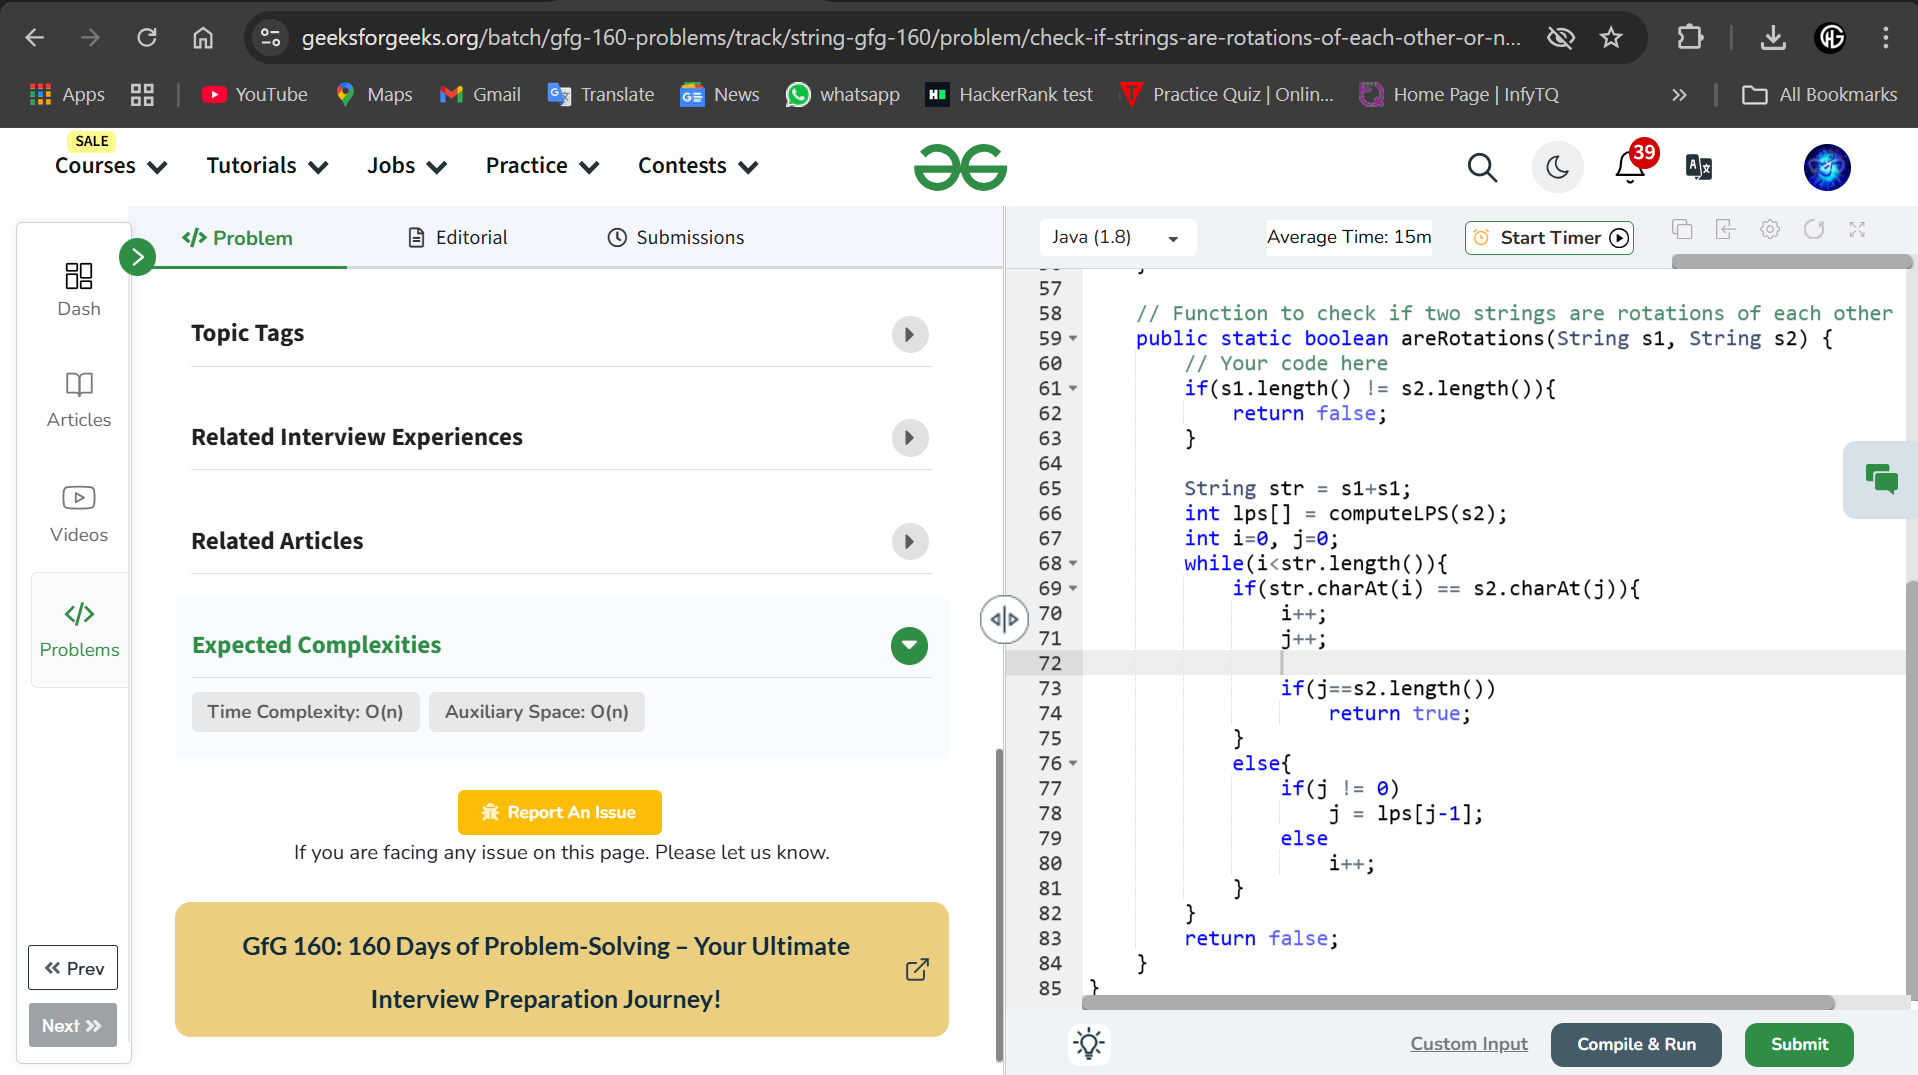 geeksforgeeks.org/batch/gfg-160-problems/track/string-gfg-160/problem/check-if-strings-are-rotations-of-each-other-or-n...
Apps
YouTube
Maps
Gmail
Translate
News
whatsapp
HackerRank test
Practice Quiz | Onlin...
Home Page | InfyTQ
»
All Bookmarks
SALE
Courses
Tutorials
Jobs
Practice
Contests
39
Dash
Articles
Videos
Problems
Prev
Next
</> Problem
Editorial
Submissions
Topic Tags
Related Interview Experiences
Related Articles
Expected Complexities
Time Complexity: O(n)
Auxiliary Space: O(n)
Report An Issue
If you are facing any issue on this page. Please let us know.
GfG 160: 160 Days of Problem-Solving – Your Ultimate
Interview Preparation Journey!
Java (1.8)
Average Time: 15m
Start Timer
57
58 // Function to check if two strings are rotations of each other
59 public static boolean areRotations(String s1, String s2) {
60 // Your code here
61 if(s1.length() != s2.length()){
62 return false;
63 }
64
65 String str = s1+s1;
66 int lps[] = computeLPS(s2);
67 int i=0, j=0;
68 while(i<str.length()){
69 if(str.charAt(i) == s2.charAt(j)){
70 i++;
71 j++;
72
73 if(j==s2.length())
74 return true;
75 }
76 else{
77 if(j != 0)
78 j = lps[j-1];
79 else
80 i++;
81 }
82 }
83 return false;
84 }
85 }
Custom Input
Compile & Run
Submit